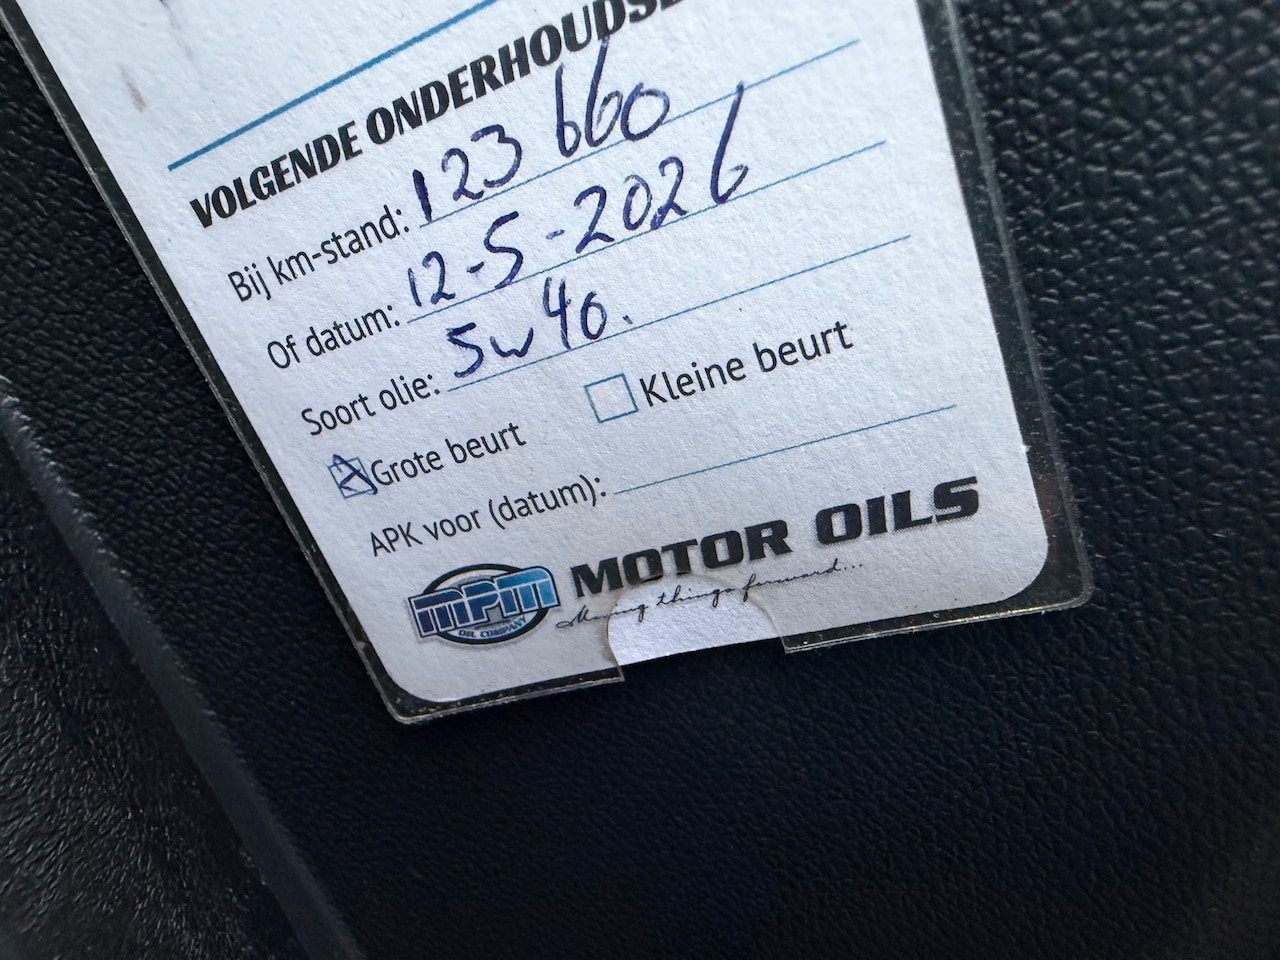 VOLGENDE ONDERHOUDSB
Bij km-stand: 123 660
Of datum: 12-5-2026
Soort olie: 5w40.
Grote beurt Kleine beurt
APK voor (datum):
MPM OIL COMPANY MOTOR OILS
Moving things forward...